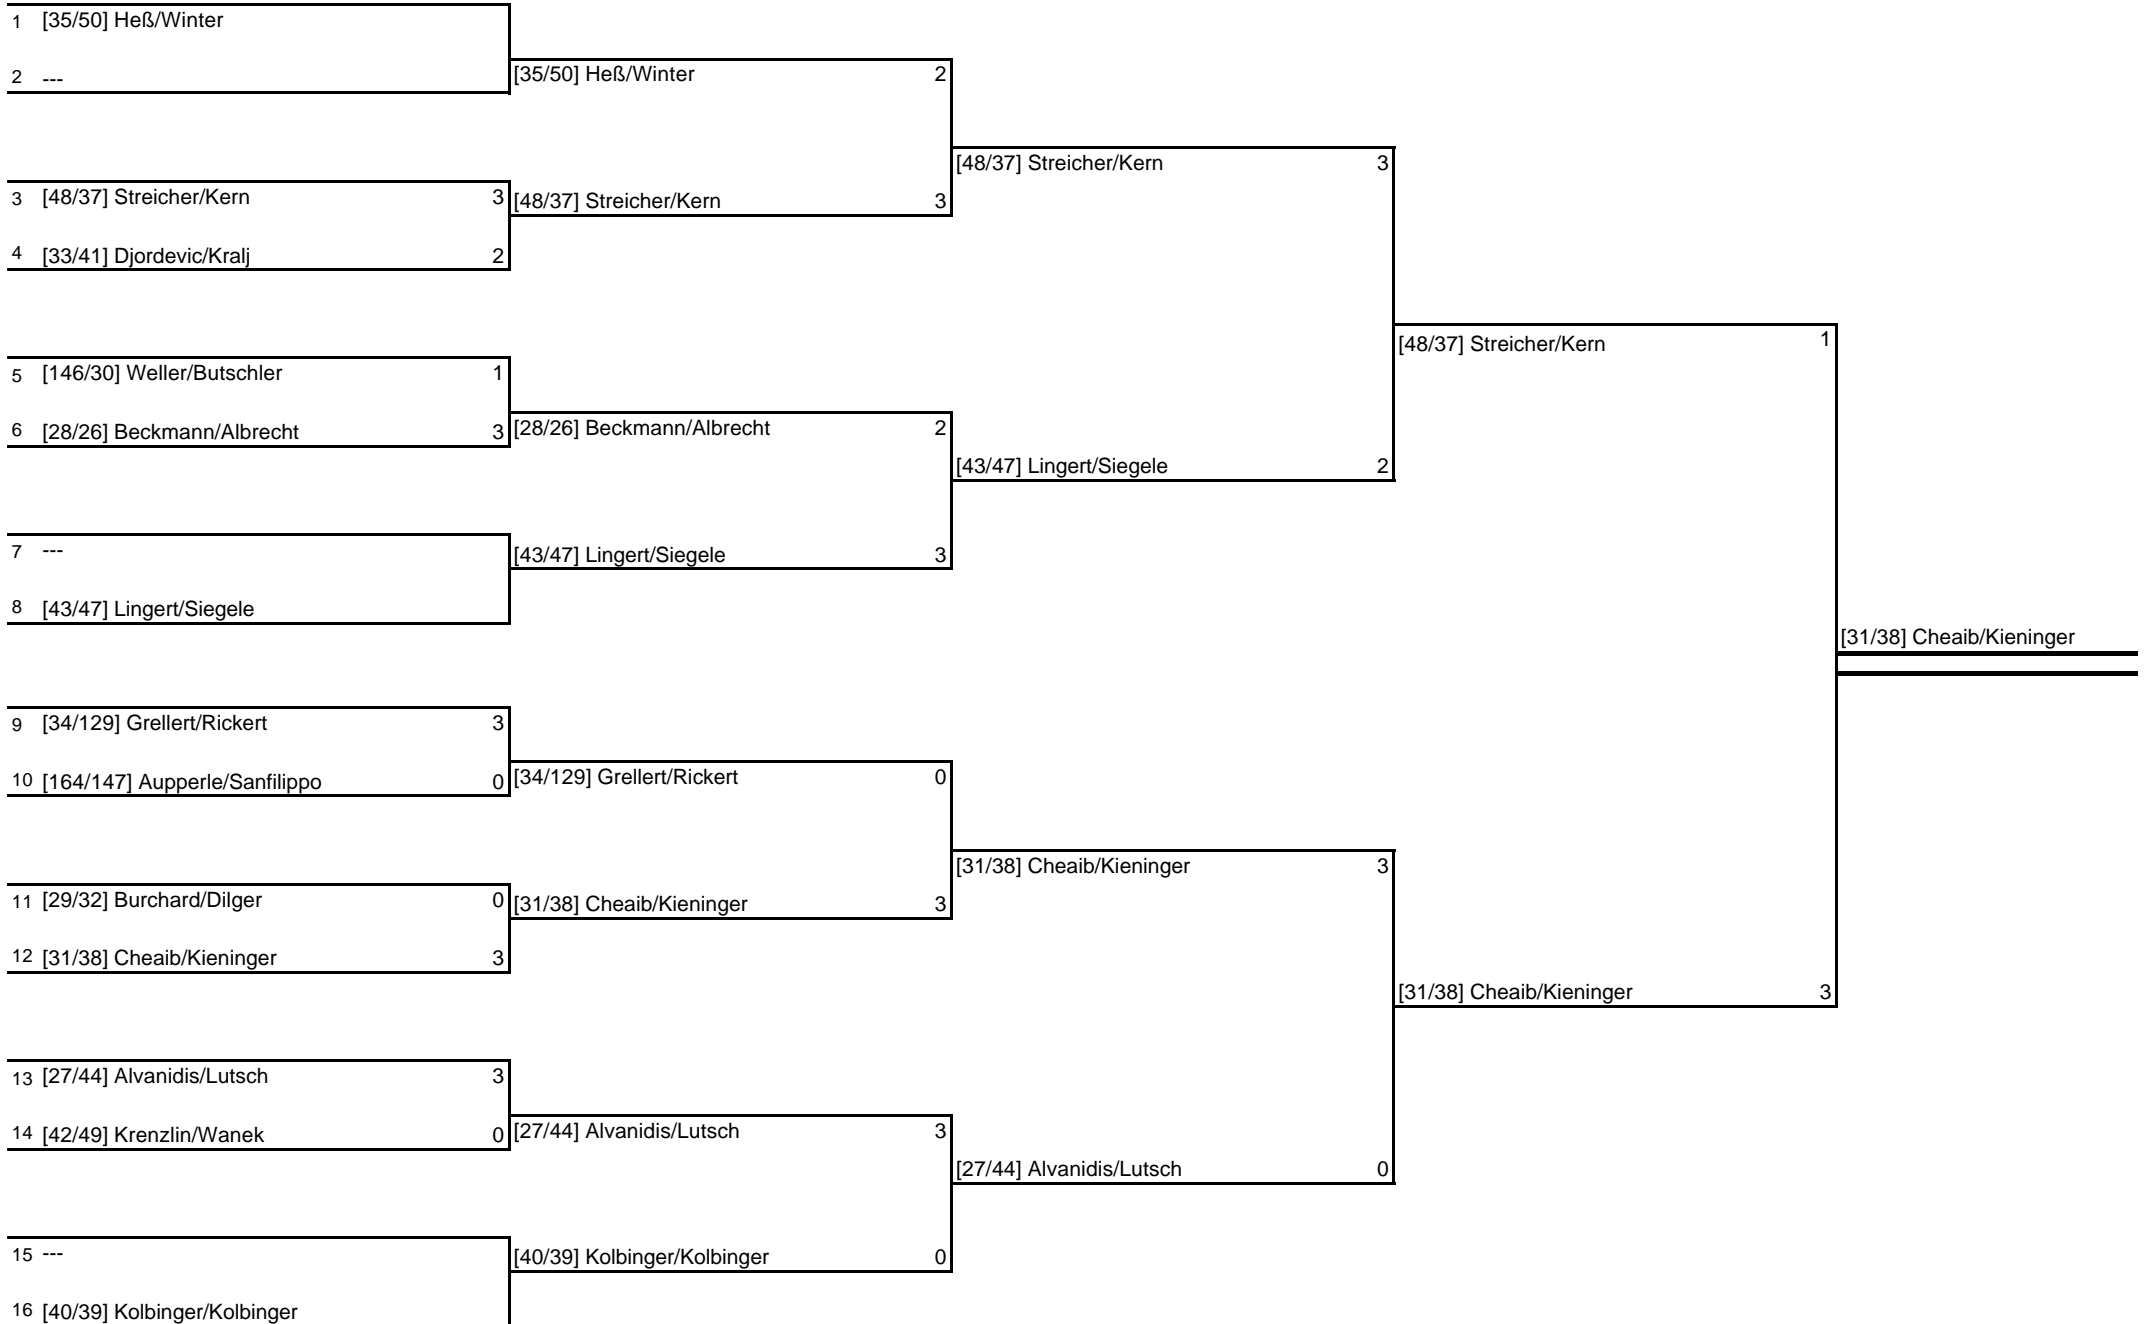 1 [35/50] Heß/Winter
2 ---
[35/50] Heß/Winter 2
[48/37] Streicher/Kern 3
3 [48/37] Streicher/Kern 3
[48/37] Streicher/Kern 3
4 [33/41] Djordevic/Kralj 2
[48/37] Streicher/Kern 1
5 [146/30] Weller/Butschler 1
6 [28/26] Beckmann/Albrecht 3
[28/26] Beckmann/Albrecht 2
[43/47] Lingert/Siegele 2
7 ---
[43/47] Lingert/Siegele 3
8 [43/47] Lingert/Siegele
[31/38] Cheaib/Kieninger
9 [34/129] Grellert/Rickert 3
10 [164/147] Aupperle/Sanfilippo 0
[34/129] Grellert/Rickert 0
[31/38] Cheaib/Kieninger 3
11 [29/32] Burchard/Dilger 0
[31/38] Cheaib/Kieninger 3
12 [31/38] Cheaib/Kieninger 3
[31/38] Cheaib/Kieninger 3
13 [27/44] Alvanidis/Lutsch 3
14 [42/49] Krenzlin/Wanek 0
[27/44] Alvanidis/Lutsch 3
[27/44] Alvanidis/Lutsch 0
15 ---
[40/39] Kolbinger/Kolbinger 0
16 [40/39] Kolbinger/Kolbinger